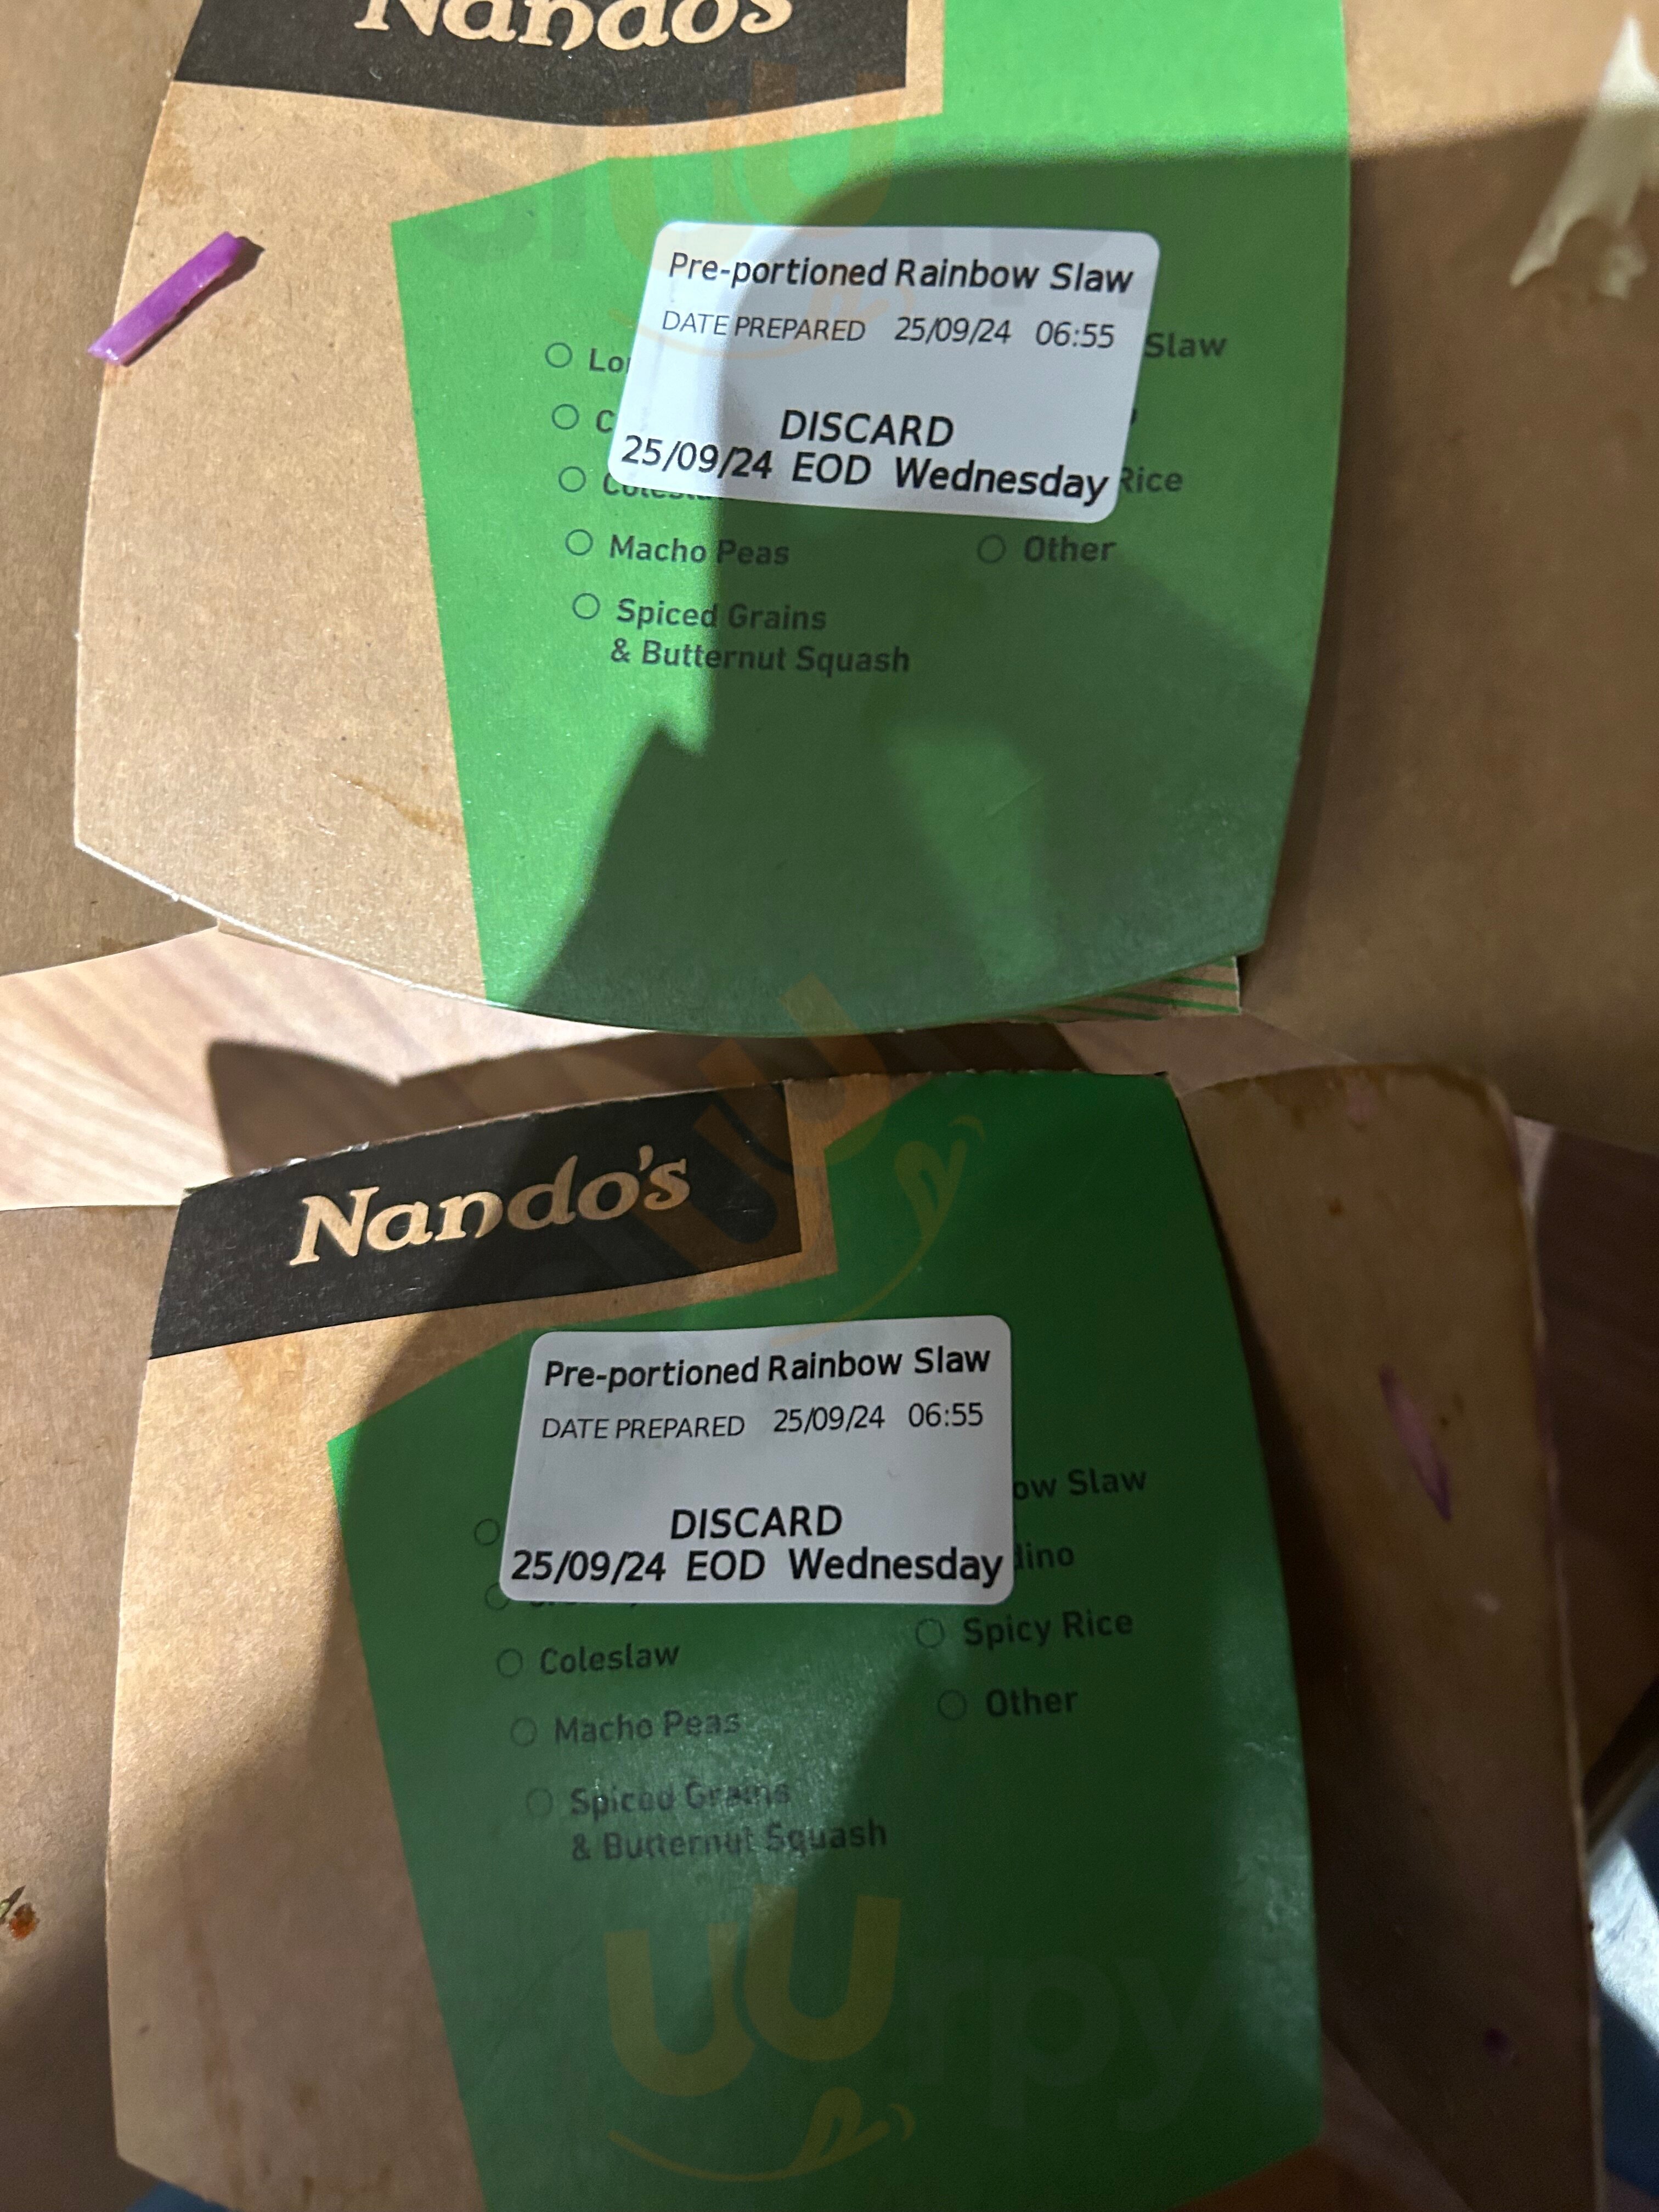 Nando's
Pre-portioned Rainbow Slaw
DATE PREPARED 25/09/24 06:55
Slaw
DISCARD
25/09/24 EOD Wednesday
Rice
Macho Peas
Other
Spiced Grains
& Butternut Squash
Nando's
Pre-portioned Rainbow Slaw
DATE PREPARED 25/09/24 06:55
Slaw
DISCARD
25/09/24 EOD Wednesday
Spicy Rice
Coleslaw
Other
Macho Peas
Spiced Grains
& Butternut Squash